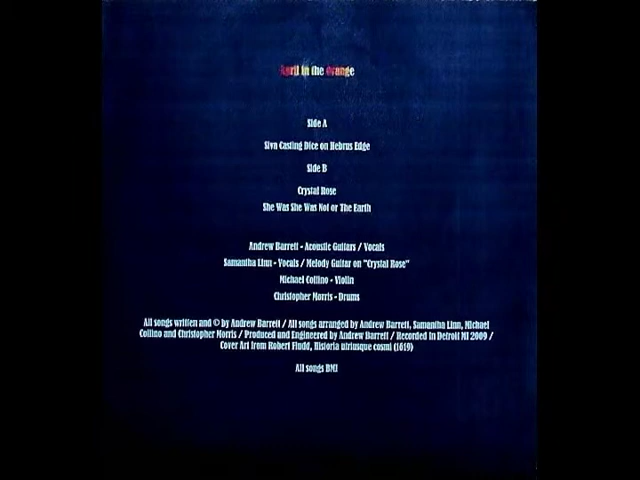 April in the Orange
Side A
Siva Casting Dice on Hebrus Edge
Side B
Crystal Rose
She Was She Was Not or The Earth
Andrew Barrett - Acoustic Guitars / Vocals
Samantha Linn - Vocals / Melody Guitar on "Crystal Rose"
Michael Collino - Violin
Christopher Morris - Drums
All songs written and © by Andrew Barrett / All songs arranged by Andrew Barrett, Samantha Linn, Michael
Collino and Christopher Morris / Produced and Engineered by Andrew Barrett / Recorded in Detroit MI 2009 /
Cover Art from Robert Fludd, Historia utriusque cosmi (1619)
All songs BMI